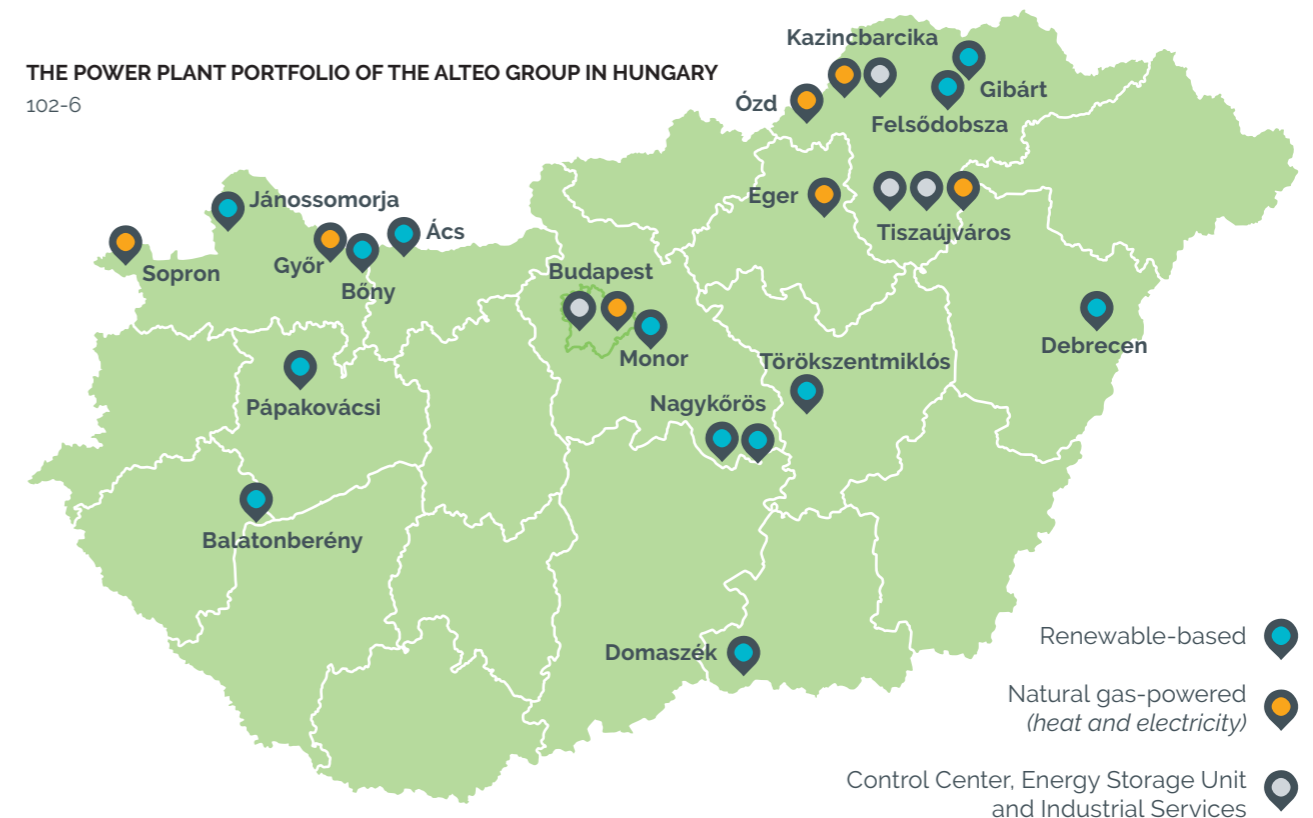 THE POWER PLANT PORTFOLIO OF THE ALTEO GROUP IN HUNGARY
102-6
Kazincbarcika
Gibárt
Ózd
Felsődobsza
Eger
Tiszaújváros
Jánossomorja
Ács
Sopron
Győr
Bőny
Budapest
Monor
Debrecen
Törökszentmiklós
Pápakovácsi
Nagykőrös
Balatonberény
Domaszék
Renewable-based
Natural gas-powered
(heat and electricity)
Control Center, Energy Storage Unit
and Industrial Services